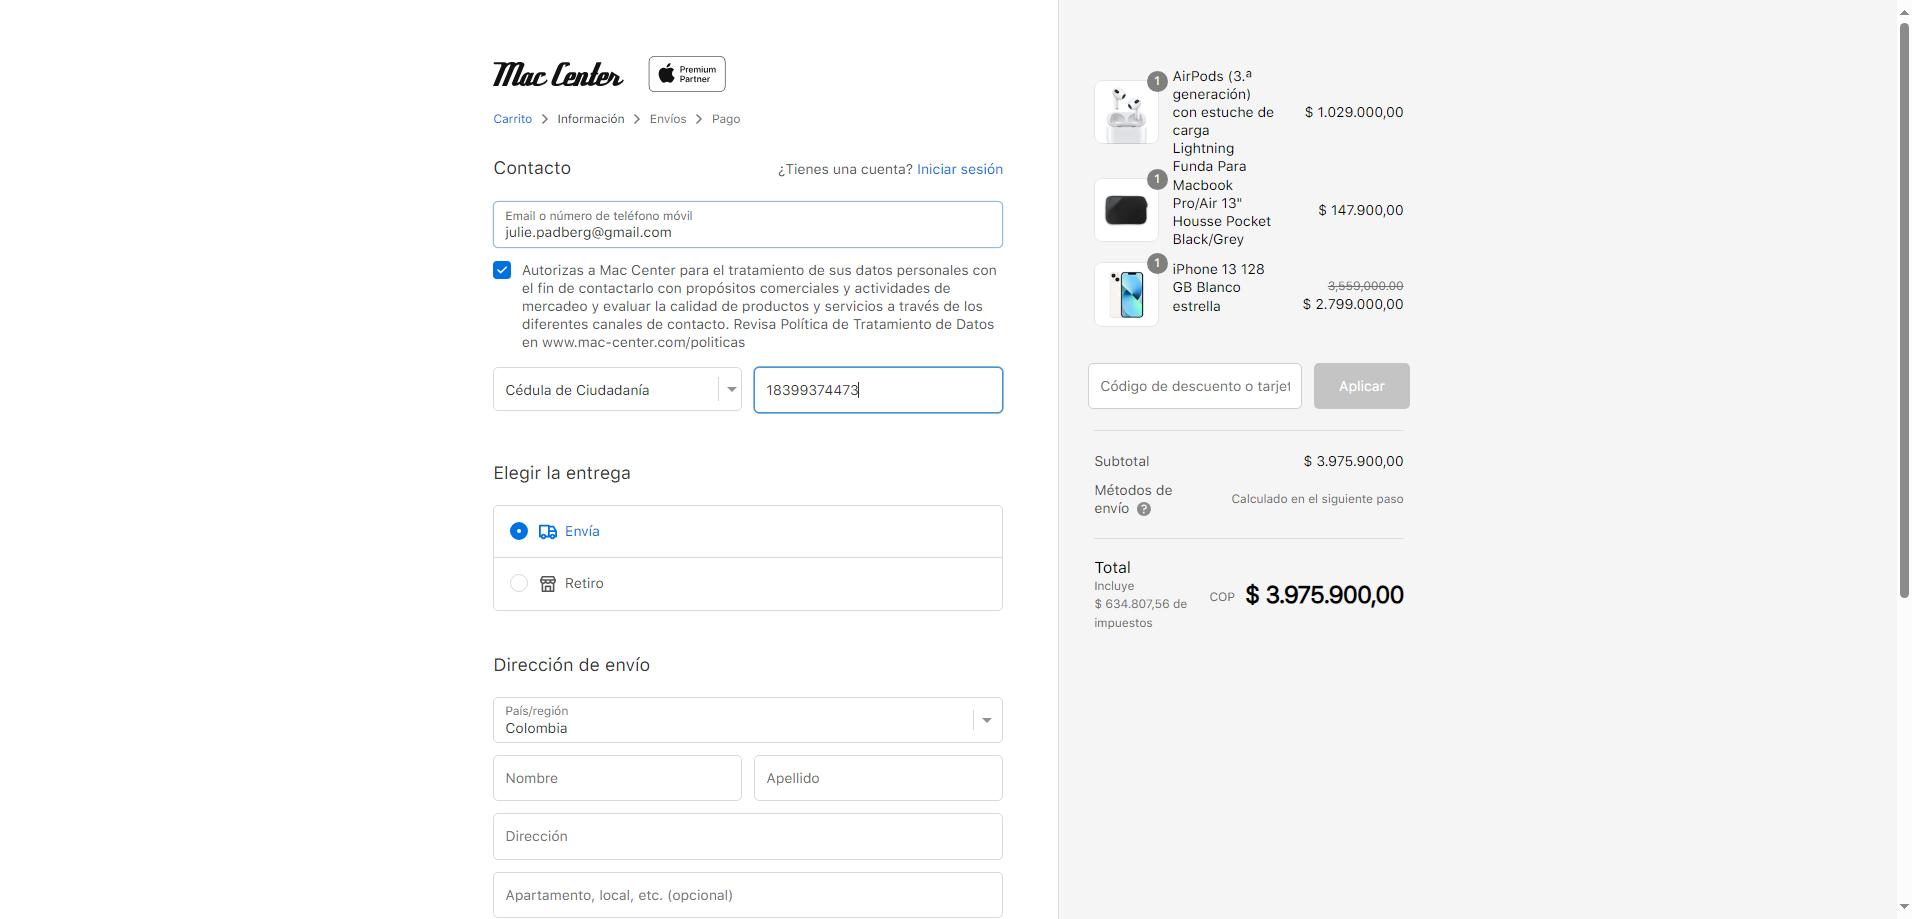 Mac Center
Premium
Partner
Carrito
Información
Envíos
Pago
Contacto
¿Tienes una cuenta? Iniciar sesión
Email o número de teléfono móvil
julie.padberg@gmail.com
Autorizas a Mac Center para el tratamiento de sus datos personales con
el fin de contactarlo con propósitos comerciales y actividades de
mercadeo y evaluar la calidad de productos y servicios a través de los
diferentes canales de contacto. Revisa Política de Tratamiento de Datos
en www.mac-center.com/politicas
Cédula de Ciudadanía
18399374473
Elegir la entrega
Envía
Retiro
Dirección de envío
País/región
Colombia
Nombre
Apellido
Dirección
Apartamento, local, etc. (opcional)
1
AirPods (3.ª
generación)
con estuche de
carga
Lightning
$ 1.029.000,00
1
Funda Para
Macbook
Pro/Air 13"
Housse Pocket
Black/Grey
$ 147.900,00
1
iPhone 13 128
GB Blanco
estrella
3,559,000.00
$ 2.799.000,00
Código de descuento o tarjet
Aplicar
Subtotal
$ 3.975.900,00
Métodos de
envío
?
Calculado en el siguiente paso
Total
Incluye
$ 634.807,56 de
impuestos
COP
$ 3.975.900,00